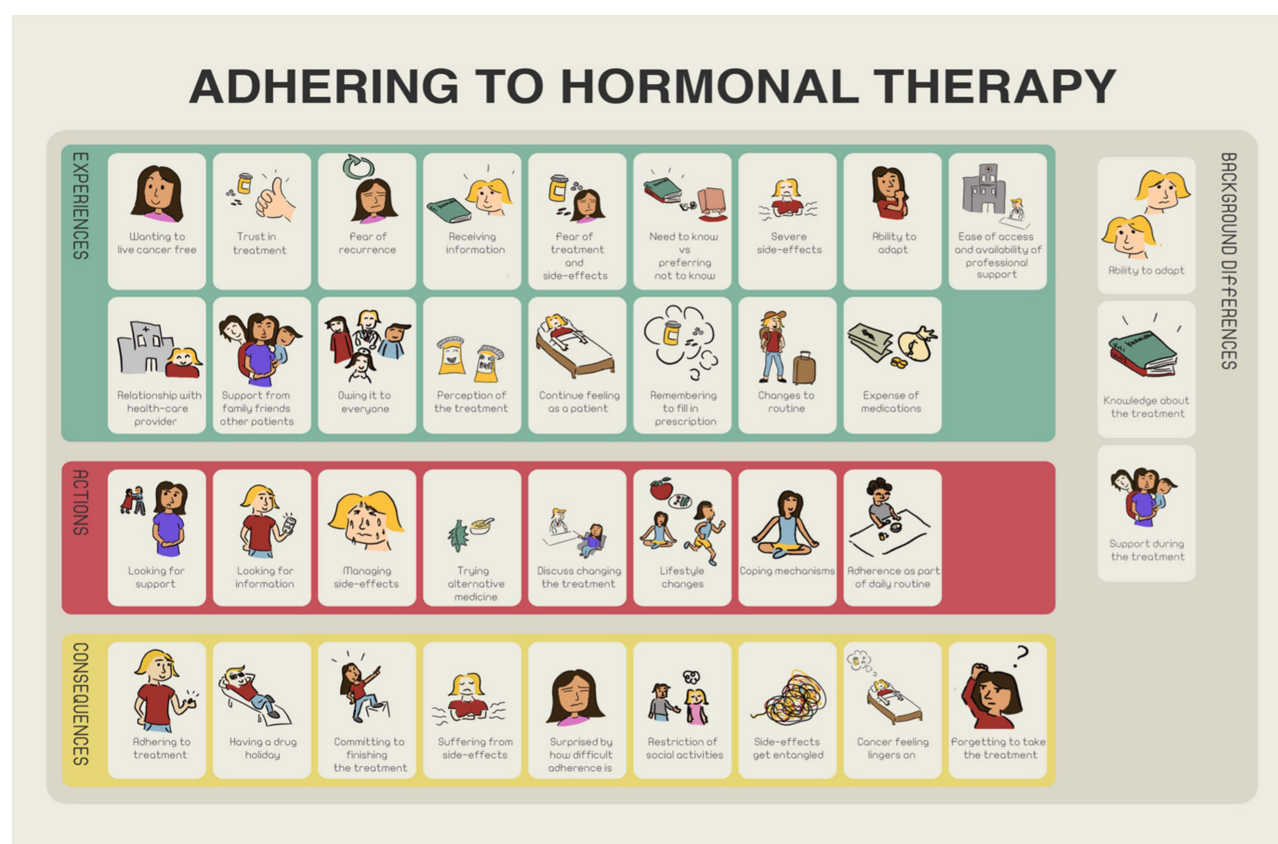 ADHERING TO HORMONAL THERAPY
EXPERIENCES
Wanting to
live cancer free
Trust in
treatment
Fear of
recurrence
Receiving
information
Fear of
treatment
and
side-effects
Need to know
vs
preferring
not to know
Severe
side-effects
Ability to
adapt
Ease of access
and availability of
professional
support
Relationship with
health-care
provider
Support from
family friends
other patients
Owing it to
everyone
Perception of
the treatment
Continue feeling
as a patient
Remembering
to fill in
prescription
Changes to
routine
Expense of
medications
ACTIONS
Looking for
support
Looking for
information
Managing
side-effects
Trying
alternative
medicine
Discuss changing
the treatment
Lifestyle
changes
Coping mechanisms
Adherence as part
of daily routine
CONSEQUENCES
Adhering to
treatment
Having a drug
holiday
Committing to
finishing
the treatment
Suffering from
side-effects
Surprised by
how difficult
adherence is
Restriction of
social activities
Side-effects
get entangled
Cancer feeling
lingers on
?
Forgetting to take
the treatment
BACKGROUND DIFFERENCES
Ability to adapt
Knowledge about
the treatment
Support during
the treatment